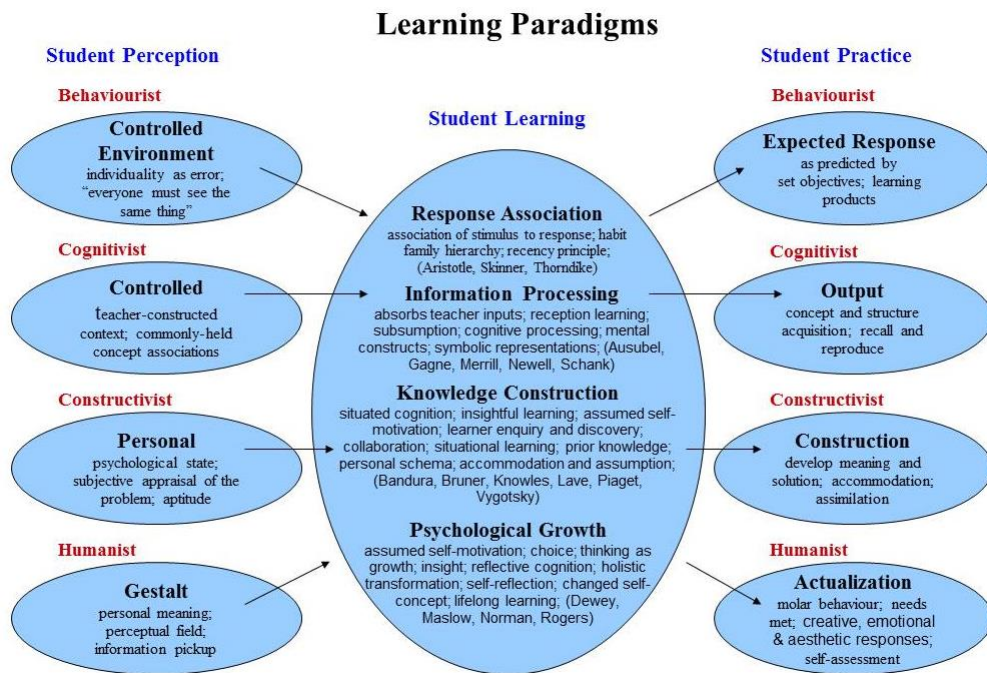 Learning Paradigms
Student Perception
Student Learning
Student Practice
Behaviourist
Controlled
Environment
individuality as error;
“everyone must see the
same thing”
Cognitivist
Controlled
teacher-constructed
context; commonly-held
concept associations
Constructivist
Personal
psychological state;
subjective appraisal of the
problem; aptitude
Humanist
Gestalt
personal meaning;
perceptual field;
information pickup
Response Association
association of stimulus to response; habit
family hierarchy; recency principle;
(Aristotle, Skinner, Thorndike)
Information Processing
absorbs teacher inputs; reception learning;
subsumption; cognitive processing; mental
constructs; symbolic representations; (Ausubel,
Gagne, Merrill, Newell, Schank)
Knowledge Construction
situated cognition; insightful learning; assumed self-
motivation; learner enquiry and discovery;
collaboration; situational learning; prior knowledge;
personal schema; accommodation and assumption;
(Bandura, Bruner, Knowles, Lave, Piaget,
Vygotsky)
Psychological Growth
assumed self-motivation; choice; thinking as
growth; insight; reflective cognition; holistic
transformation; self-reflection; changed self-
concept; lifelong learning; (Dewey,
Maslow, Norman, Rogers)
Behaviourist
Expected Response
as predicted by
set objectives; learning
products
Cognitivist
Output
concept and structure
acquisition; recall and
reproduce
Constructivist
Construction
develop meaning and
solution; accommodation;
assimilation
Humanist
Actualization
molar behaviour; needs
met; creative, emotional
& aesthetic responses;
self-assessment